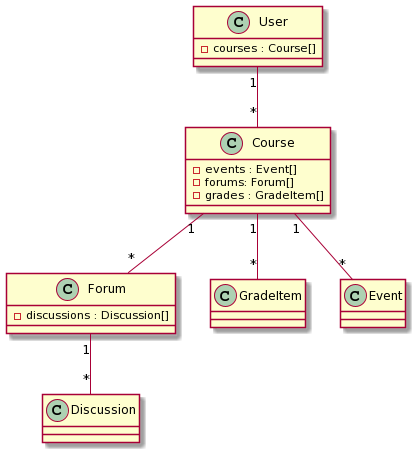 C User
courses : Course[]
1
*
C Course
events : Event[]
forums: Forum[]
grades : GradeItem[]
1 1 1
* * *
C Forum
discussions : Discussion[]
C GradeItem
C Event
1
*
C Discussion